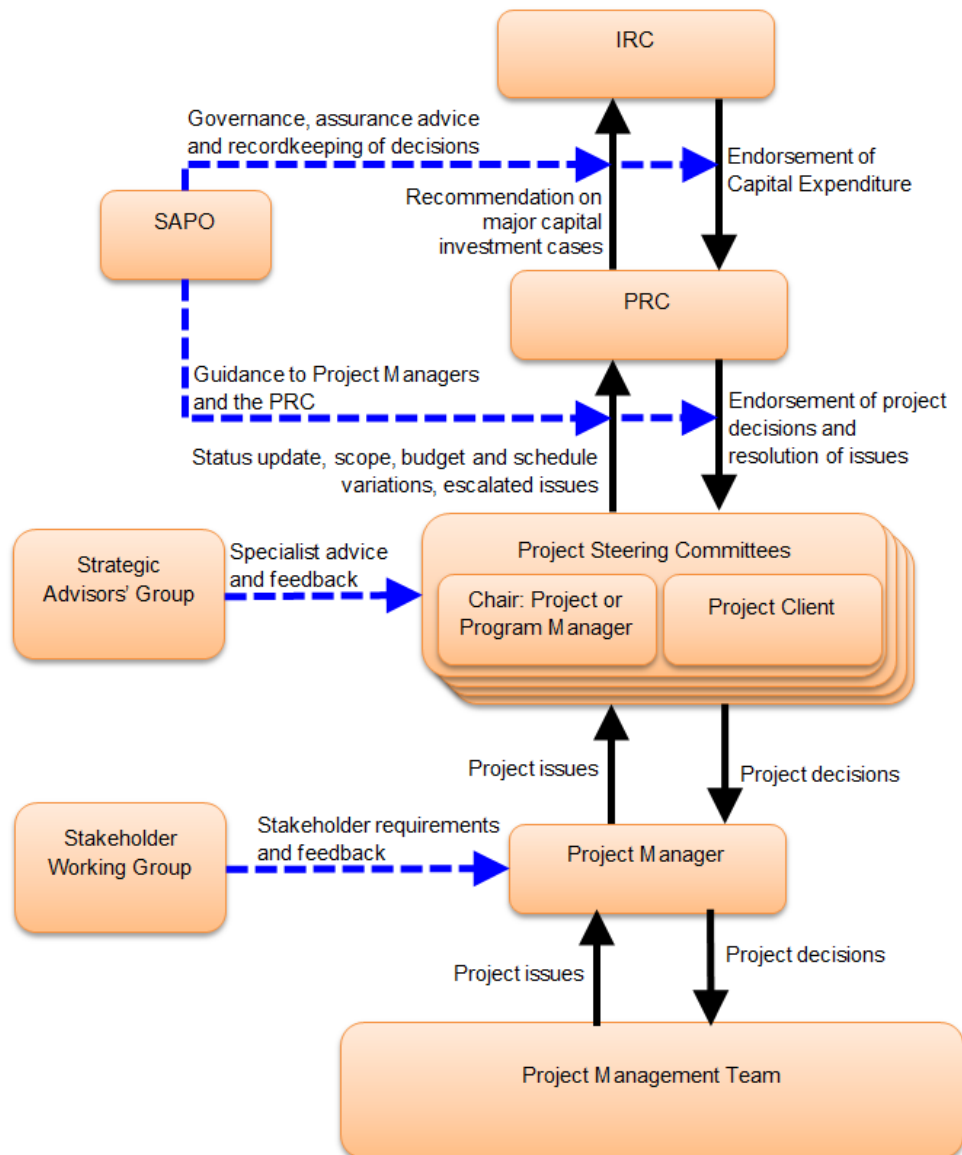 IRC
Governance, assurance advice
and recordkeeping of decisions
Endorsement of
Capital Expenditure
Recommendation on
major capital
investment cases
SAPO
PRC
Guidance to Project Managers
and the PRC
Endorsement of project
decisions and
resolution of issues
Status update, scope, budget and schedule
variations, escalated issues
Strategic
Advisors' Group
Specialist advice
and feedback
Project Steering Committees
Chair: Project or
Program Manager
Project Client
Project issues
Project decisions
Stakeholder
Working Group
Stakeholder requirements
and feedback
Project Manager
Project issues
Project decisions
Project Management Team